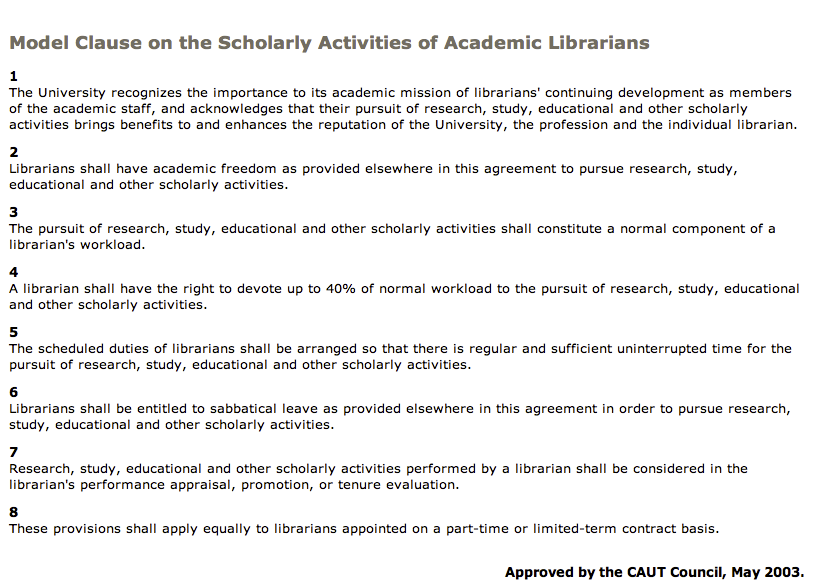 Model Clause on the Scholarly Activities of Academic Librarians
1
The University recognizes the importance to its academic mission of librarians' continuing development as members
of the academic staff, and acknowledges that their pursuit of research, study, educational and other scholarly
activities brings benefits to and enhances the reputation of the University, the profession and the individual librarian.
2
Librarians shall have academic freedom as provided elsewhere in this agreement to pursue research, study,
educational and other scholarly activities.
3
The pursuit of research, study, educational and other scholarly activities shall constitute a normal component of a
librarian's workload.
4
A librarian shall have the right to devote up to 40% of normal workload to the pursuit of research, study, educational
and other scholarly activities.
5
The scheduled duties of librarians shall be arranged so that there is regular and sufficient uninterrupted time for the
pursuit of research, study, educational and other scholarly activities.
6
Librarians shall be entitled to sabbatical leave as provided elsewhere in this agreement in order to pursue research,
study, educational and other scholarly activities.
7
Research, study, educational and other scholarly activities performed by a librarian shall be considered in the
librarian's performance appraisal, promotion, or tenure evaluation.
8
These provisions shall apply equally to librarians appointed on a part-time or limited-term contract basis.
Approved by the CAUT Council, May 2003.